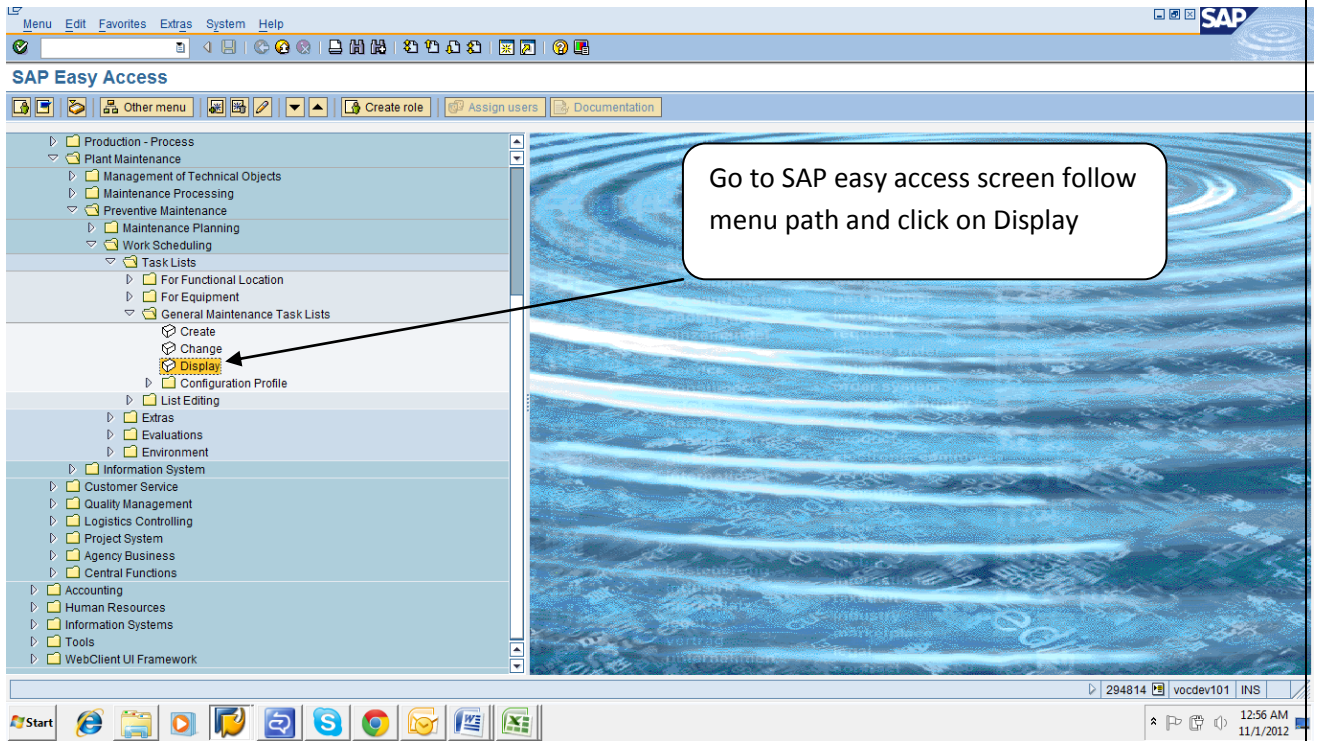 Menu Edit Favorites Extras System Help
SAP
SAP Easy Access
Other menu Create role Assign users Documentation
Production - Process
Plant Maintenance
Management of Technical Objects
Maintenance Processing
Preventive Maintenance
Maintenance Planning
Work Scheduling
Task Lists
For Functional Location
For Equipment
General Maintenance Task Lists
Create
Change
Display
Configuration Profile
List Editing
Extras
Evaluations
Environment
Information System
Customer Service
Quality Management
Logistics Controlling
Project System
Agency Business
Central Functions
Accounting
Human Resources
Information Systems
Tools
WebClient UI Framework
Go to SAP easy access screen follow
menu path and click on Display
294814 vocdev101 INS
Start
12:56 AM
11/1/2012